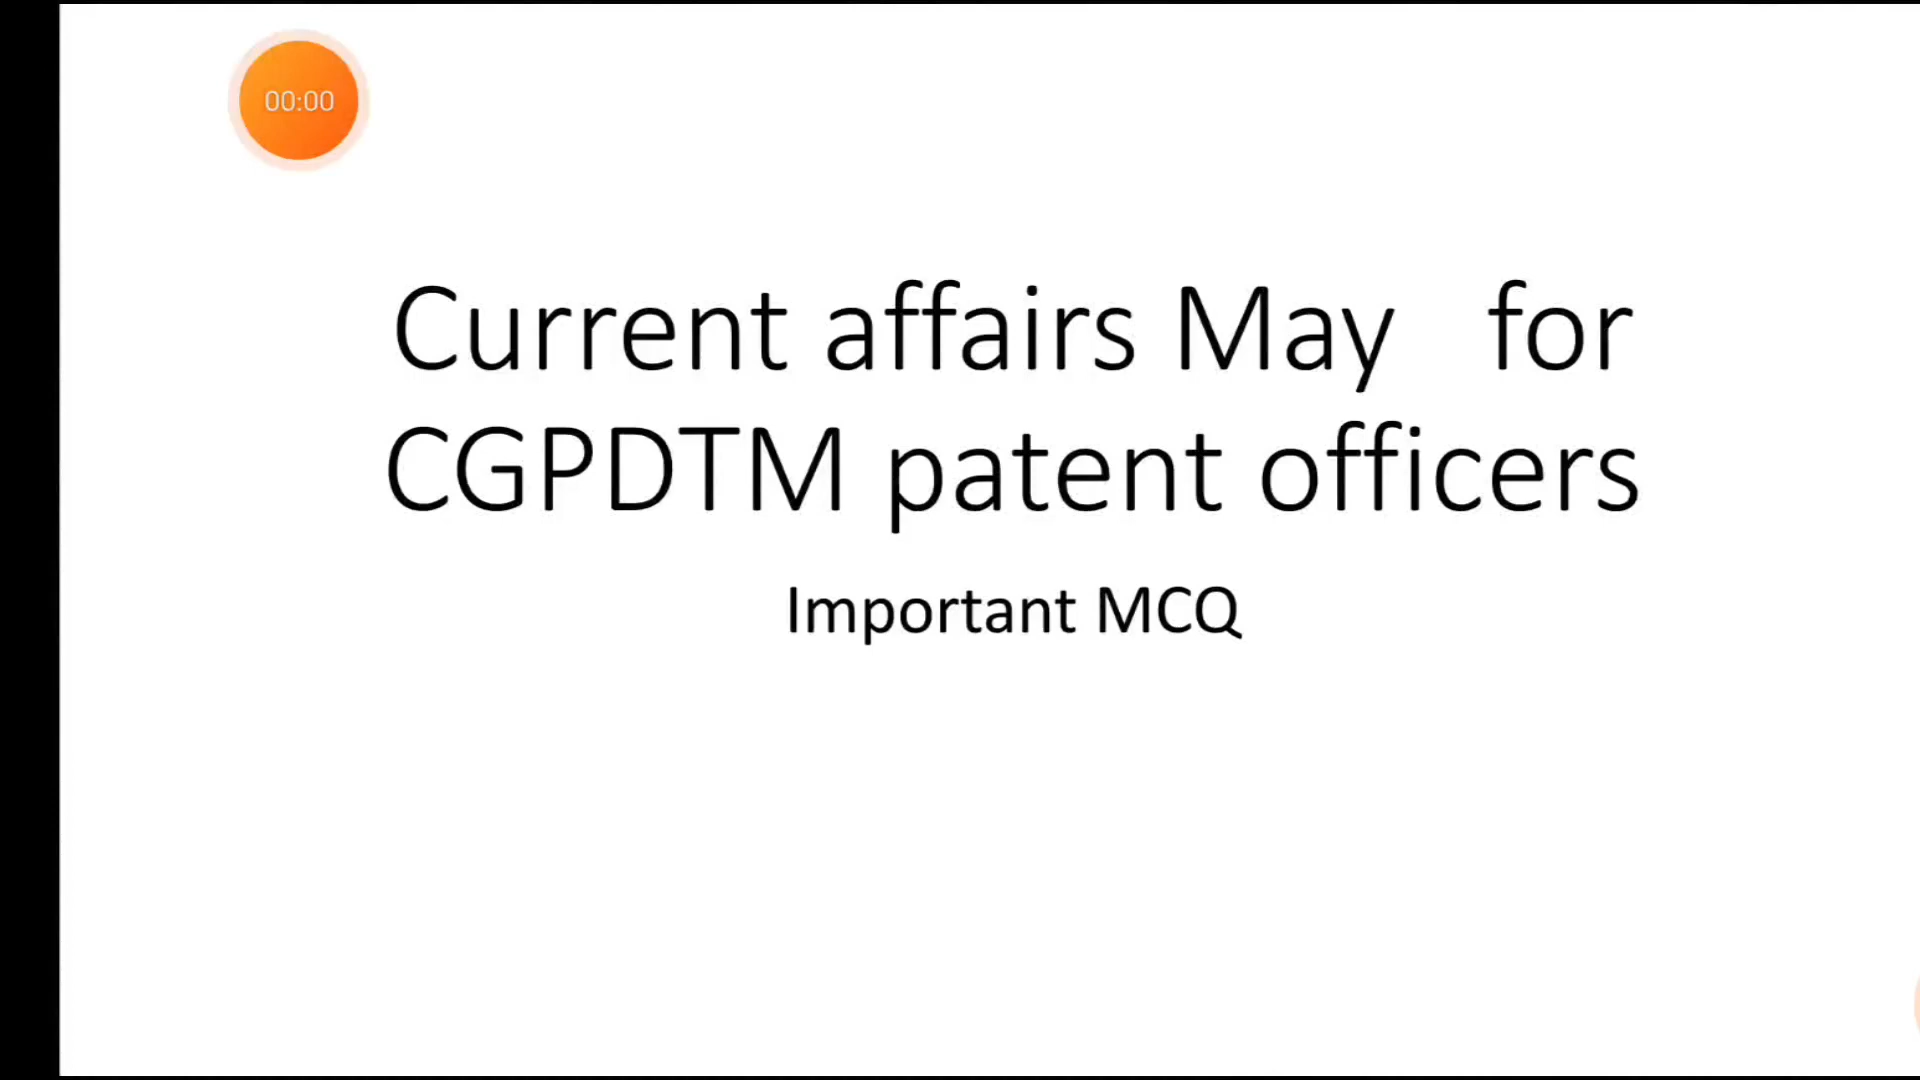 00:00
Current affairs May for
CGPDTM patent officers
Important MCQ